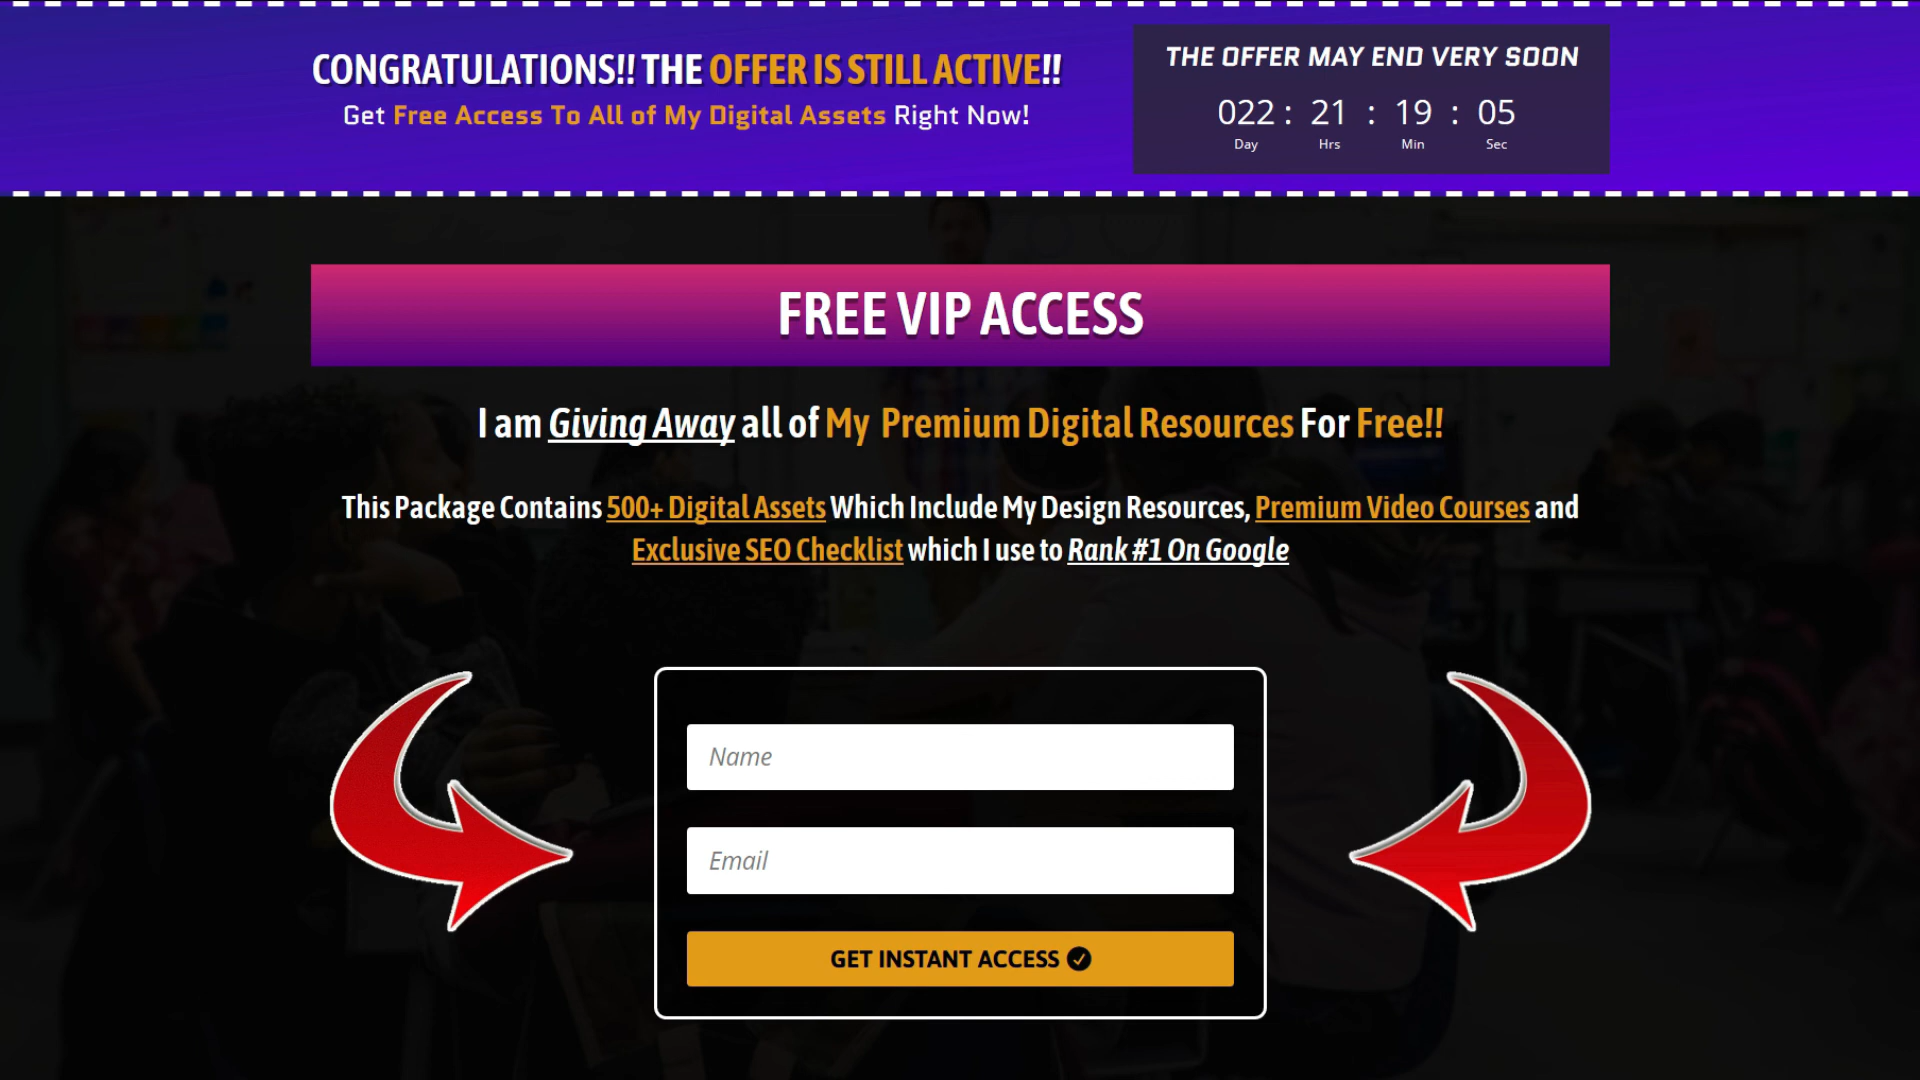 CONGRATULATIONS!! THE OFFER IS STILL ACTIVE!!
Get Free Access To All of My Digital Assets Right Now!
THE OFFER MAY END VERY SOON
022 : 21 : 19 : 05
Day Hrs Min Sec
FREE VIP ACCESS
I am Giving Away all of My Premium Digital Resources For Free!!
This Package Contains 500+ Digital Assets Which Include My Design Resources, Premium Video Courses and
Exclusive SEO Checklist which I use to Rank #1 On Google
Name
Email
GET INSTANT ACCESS